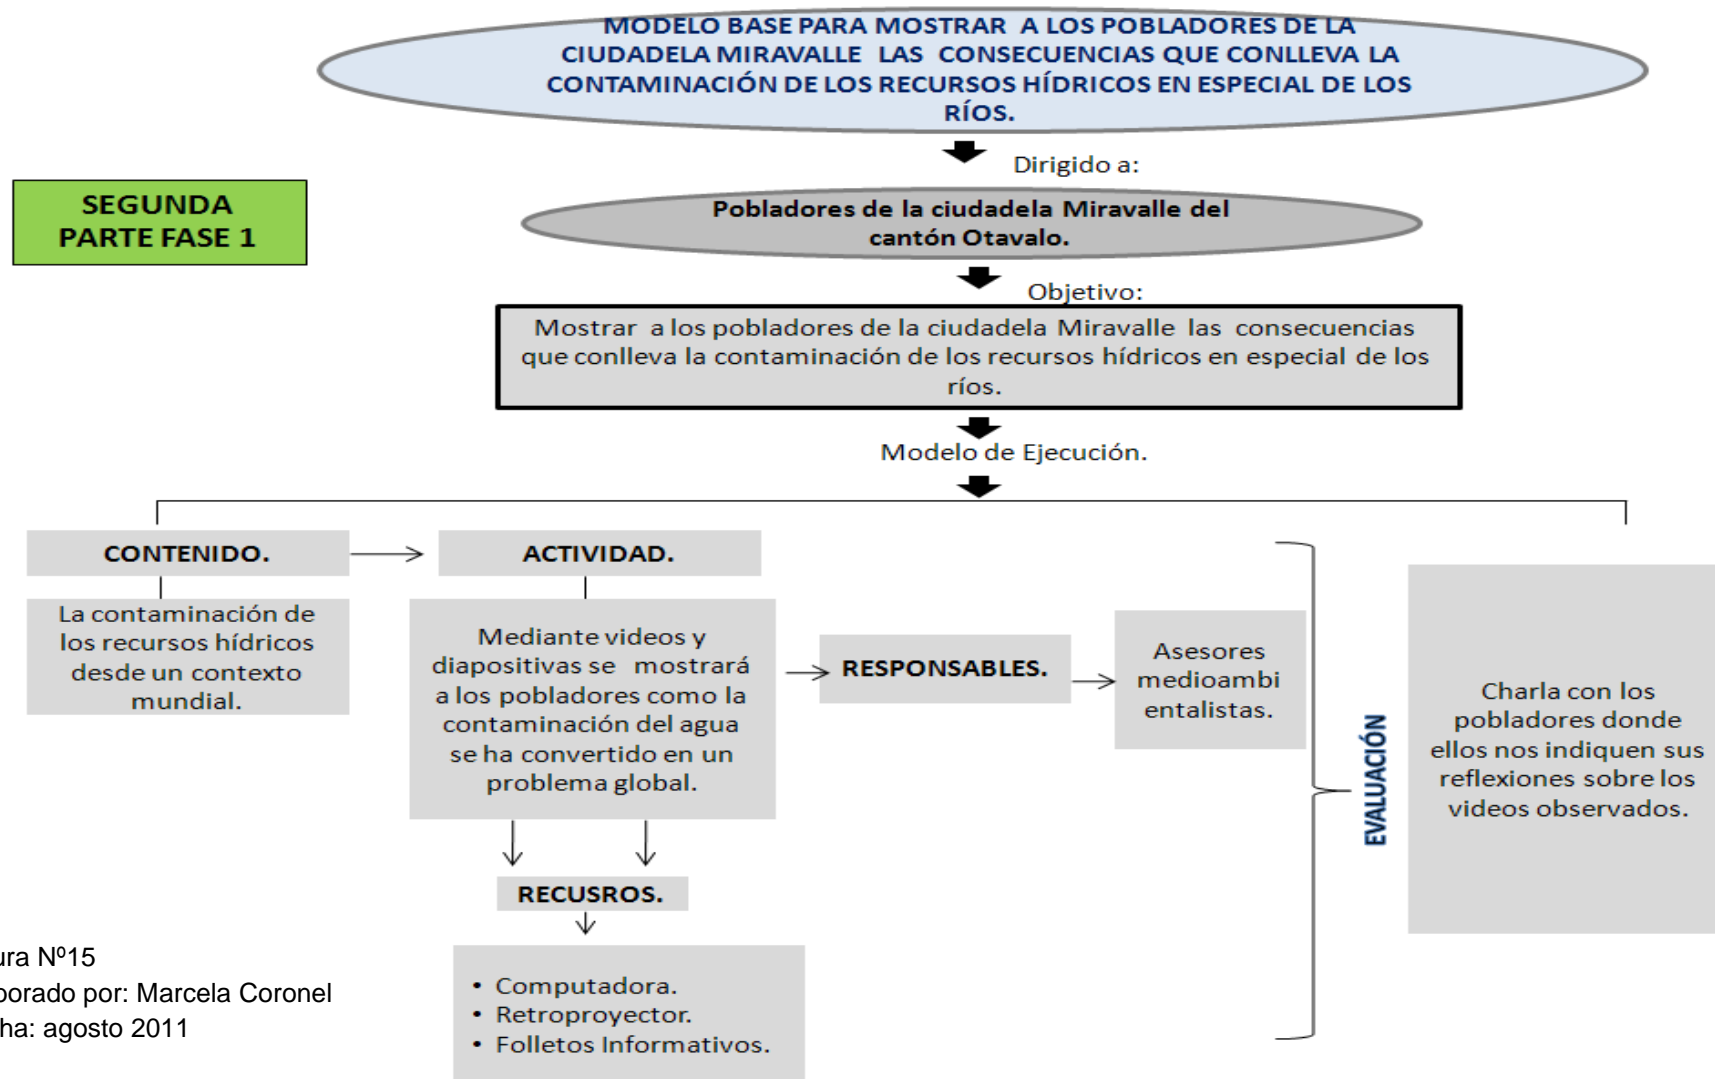 MODELO BASE PARA MOSTRAR A LOS POBLADORES DE LA
CIUDADELA MIRAVALLE LAS CONSECUENCIAS QUE CONLLEVA LA
CONTAMINACIÓN DE LOS RECURSOS HÍDRICOS EN ESPECIAL DE LOS
RÍOS.
Dirigido a:
SEGUNDA
PARTE FASE 1
Pobladores de la ciudadela Miravalle del
cantón Otavalo.
Objetivo:
Mostrar a los pobladores de la ciudadela Miravalle las consecuencias
que conlleva la contaminación de los recursos hídricos en especial de los
ríos.
Modelo de Ejecución.
CONTENIDO.
La contaminación de
los recursos hídricos
desde un contexto
mundial.
ACTIVIDAD.
Mediante videos y
diapositivas se mostrará
a los pobladores como la
contaminación del agua
se ha convertido en un
problema global.
RESPONSABLES.
Asesores
medioambi
entalistas.
RECUSROS.
• Computadora.
• Retroproyector.
• Folletos Informativos.
EVALUACIÓN
Charla con los
pobladores donde
ellos nos indiquen sus
reflexiones sobre los
videos observados.
ura Nº15
orado por: Marcela Coronel
ha: agosto 2011